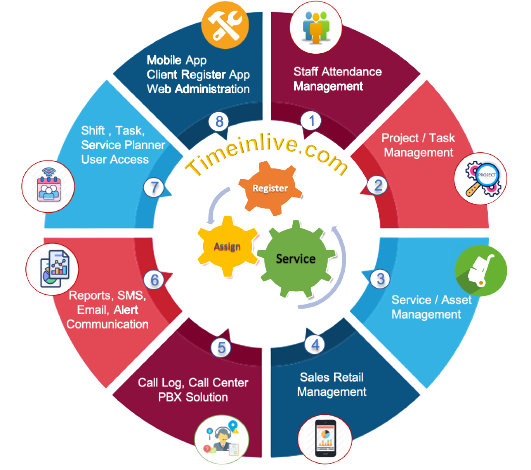 Mobile App
Client Register App
Web Administration
8
Staff Attendance
Management
1
Project / Task
Management
2
PROJECT
Service / Asset
Management
3
Sales Retail
Management
4
Call Log, Call Center
PBX Solution
5
Reports, SMS,
Email, Alert
Communication
6
Shift , Task,
Service Planner
User Access
7
Timeinlive.com
Register
Assign
Service